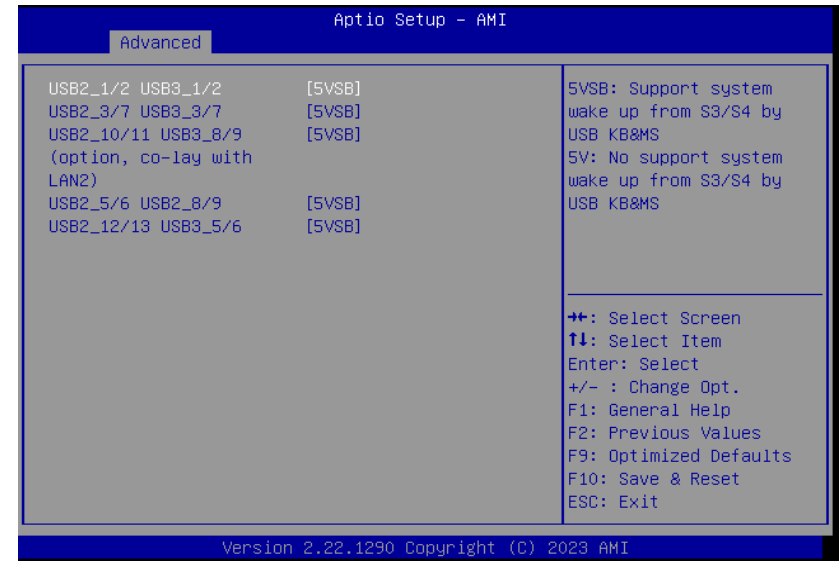 Aptio Setup – AMI
Advanced
USB2_1/2 USB3_1/2 [5VSB]
USB2_3/7 USB3_3/7 [5VSB]
USB2_10/11 USB3_8/9 [5VSB]
(option, co-lay with
LAN2)
USB2_5/6 USB2_8/9 [5VSB]
USB2_12/13 USB3_5/6 [5VSB]
5VSB: Support system
wake up from S3/S4 by
USB KB&MS
5V: No support system
wake up from S3/S4 by
USB KB&MS
→←: Select Screen
↑↓: Select Item
Enter: Select
+/- : Change Opt.
F1: General Help
F2: Previous Values
F9: Optimized Defaults
F10: Save & Reset
ESC: Exit
Version 2.22.1290 Copyright (C) 2023 AMI